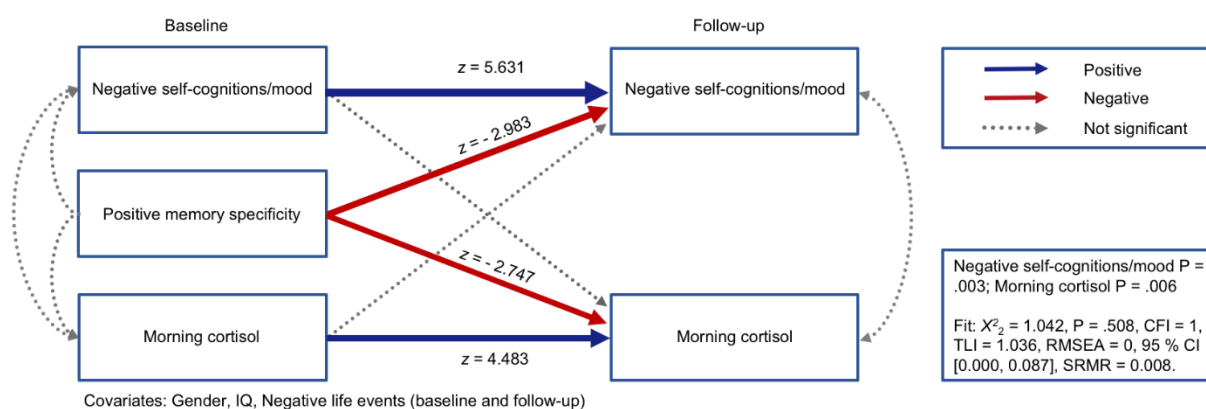 Baseline
Follow-up
Negative self-cognitions/mood
z = 5.631
Negative self-cognitions/mood
Positive
Negative
Not significant
z = - 2.983
Positive memory specificity
z = - 2.747
Negative self-cognitions/mood P =
.003; Morning cortisol P = .006
Morning cortisol
Morning cortisol
z = 4.483
Fit: X²₂ = 1.042, P = .508, CFI = 1,
TLI = 1.036, RMSEA = 0, 95 % CI
[0.000, 0.087], SRMR = 0.008.
Covariates: Gender, IQ, Negative life events (baseline and follow-up)